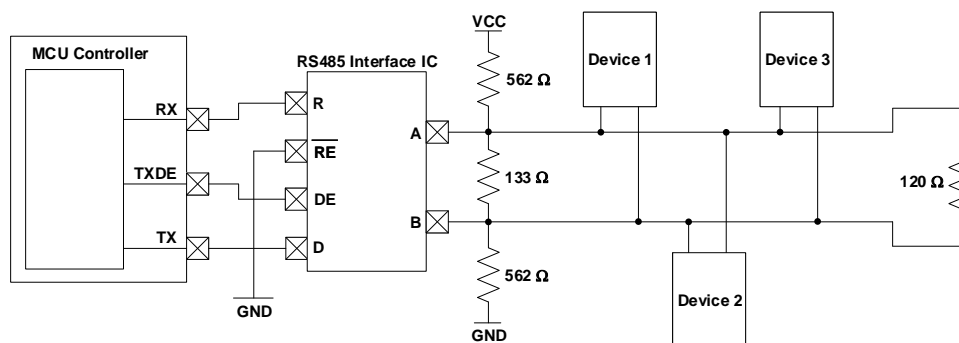 MCU Controller
RX
TXDE
TX
RS485 Interface IC
R
RE
DE
D
A
B
GND
VCC
562 Ω
133 Ω
562 Ω
GND
Device 1
Device 3
Device 2
120 Ω